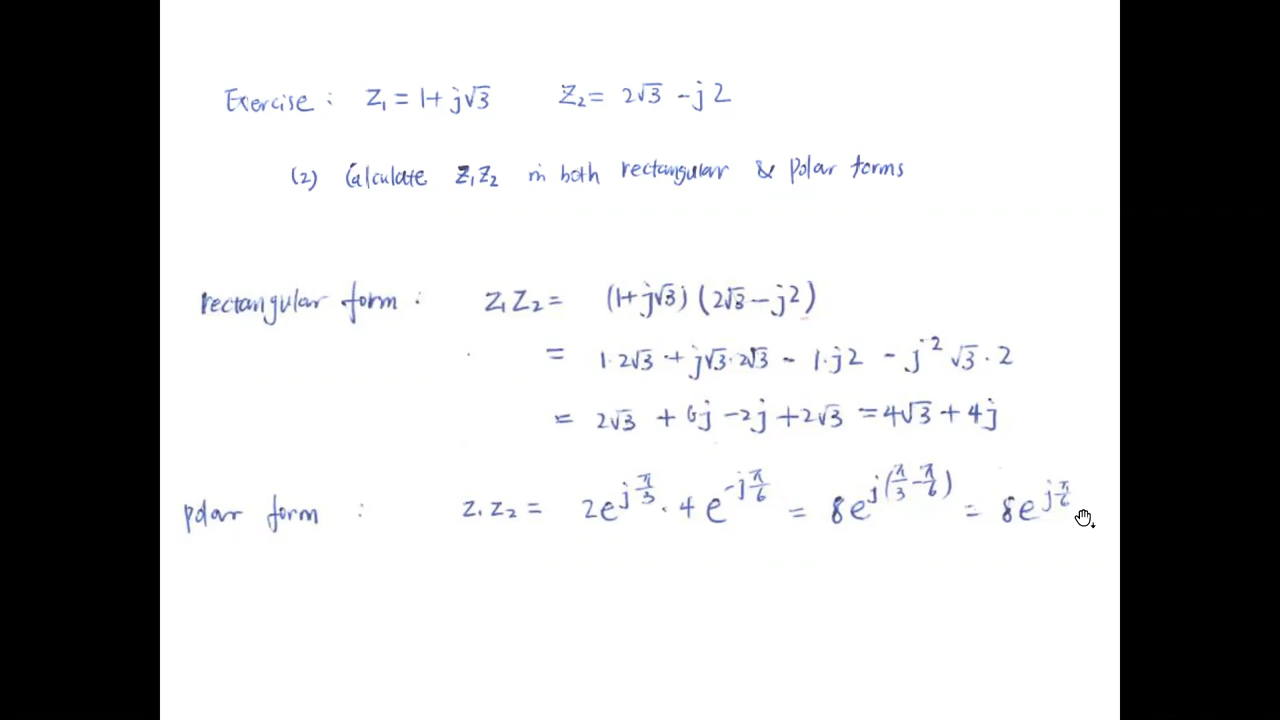 Exercise : Z₁ = 1 + j√3 Z₂ = 2√3 - j2
(2) Calculate Z₁Z₂ in both rectangular & polar forms
rectangular form : Z₁Z₂ = (1+j√3)(2√3-j2)
= 1·2√3 + j√3·2√3 - 1·j2 - j²√3·2
= 2√3 + 6j - 2j + 2√3 = 4√3 + 4j
polar form : Z₁Z₂ = 2e^{jπ/3} · 4e^{-jπ/6} = 8e^{j(π/3 - π/6)} = 8e^{jπ/6}